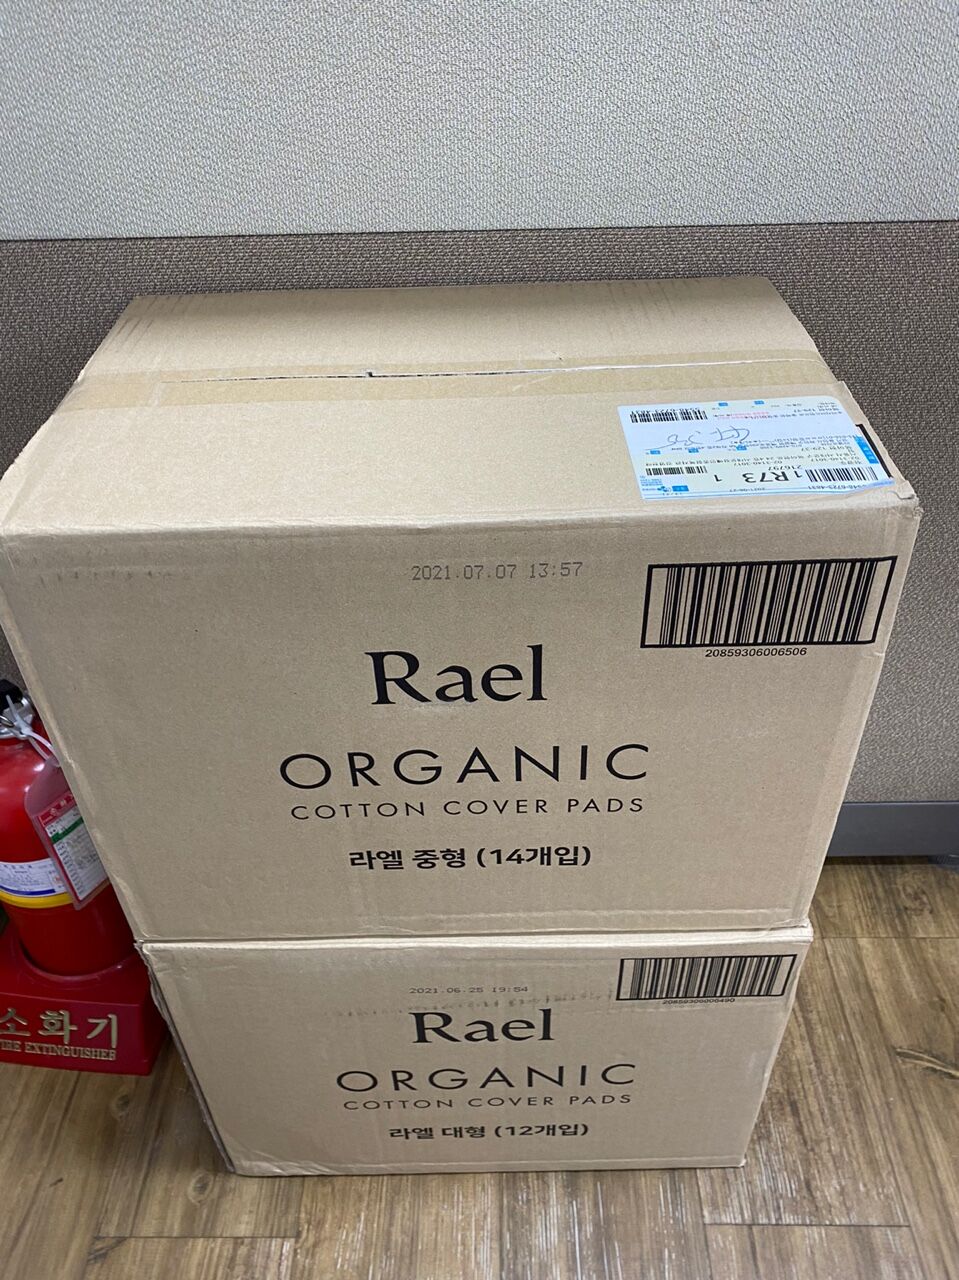 1R73 1
2021.07.07 13:57
20859306006506
Rael
ORGANIC
COTTON COVER PADS
라엘 중형 (14개입)
2021.06.25 19:54
20859306006490
Rael
ORGANIC
COTTON COVER PADS
라엘 대형 (12개입)
소화기
FIRE EXTINGUISHER